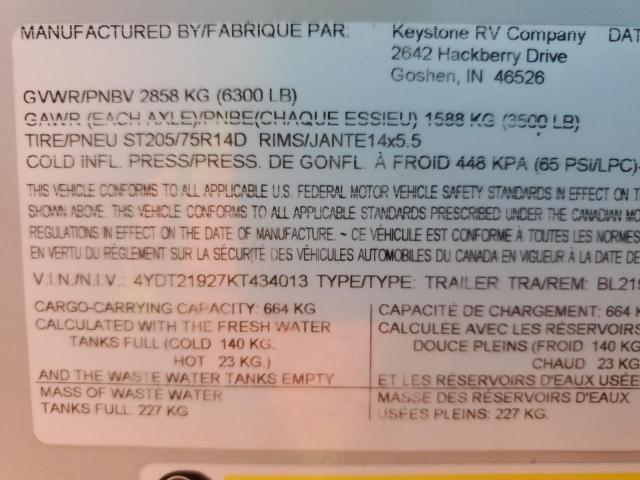 MANUFACTURED BY/FABRIQUE PAR: Keystone RV Company DAT
2642 Hackberry Drive
Goshen, IN 46526
GVWR/PNBV 2858 KG (6300 LB)
GAWR (EACH AXLE)/PNBE(CHAQUE ESSIEU) 1588 KG (3500 LB)
TIRE/PNEU ST205/75R14D RIMS/JANTE14x5.5
COLD INFL. PRESS/PRESS. DE GONFL. À FROID 448 KPA (65 PSI/LPC)
THIS VEHICLE CONFORMS TO ALL APPLICABLE U.S. FEDERAL MOTOR VEHICLE SAFETY STANDARDS IN EFFECT ON T
SHOWN ABOVE. THIS VEHICLE CONFORMS TO ALL APPLICABLE STANDARDS PRESCRIBED UNDER THE CANADIAN MO
REGULATIONS IN EFFECT ON THE DATE OF MANUFACTURE. ~ CE VÉHICULE EST CONFORME À TOUTES LES NORMES
EN VERTU DU RÉGLEMENT SUR LA SÉCURITÉ DES VÉHICULES AUTOMOBILES DU CANADA EN VIGUEUR À LA DATE DE
V.I.N./N.I.V.: 4YDT21927KT434013 TYPE/TYPE: TRAILER TRA/REM: BL215
CARGO-CARRYING CAPACITY: 664 KG
CALCULATED WITH THE FRESH WATER
TANKS FULL (COLD 140 KG.
HOT 23 KG.)
AND THE WASTE WATER TANKS EMPTY
MASS OF WASTE WATER
TANKS FULL: 227 KG
CAPACITÉ DE CHARGEMENT: 664
CALCULÉE AVEC LES RÉSERVOIRS
DOUCE PLEINS (FROID 140 KG
CHAUD 23 KG
ET LES RÉSERVOIRS D'EAUX USÉE
MASSE DES RÉSERVOIRS D'EAUX
USÉES PLEINS: 227 KG.